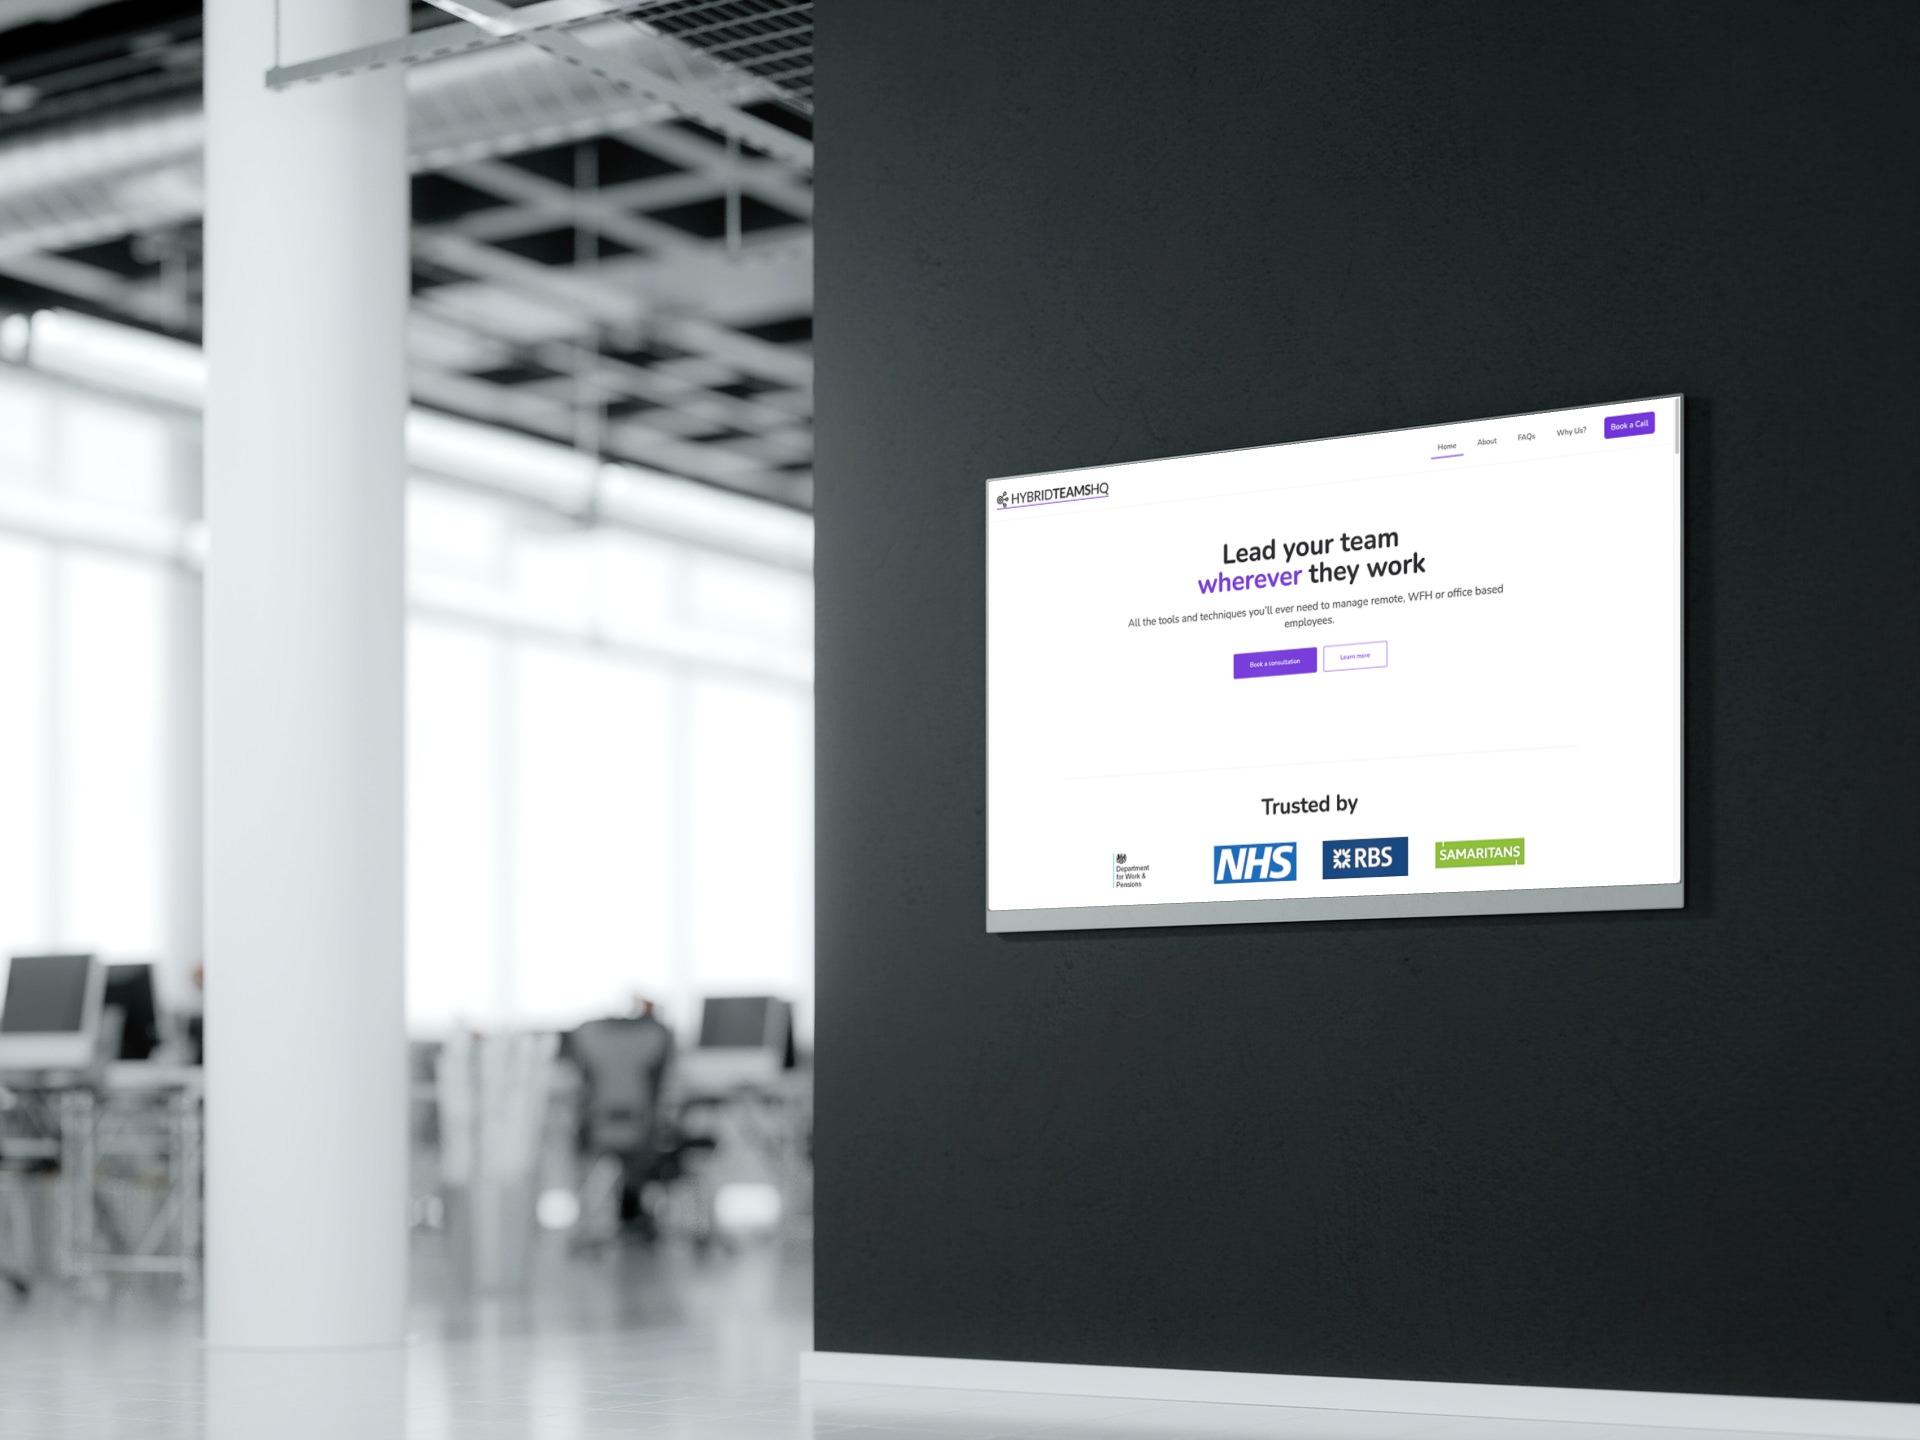 HYBRIDTEAMSHQ
Home About FAQs Why Us? Book a Call
Lead your team
wherever they work
All the tools and techniques you'll ever need to manage remote, WFH or office based
employees.
Book a consultation Learn more
Trusted by
Department
for Work &
Pensions
NHS
RBS
SAMARITANS